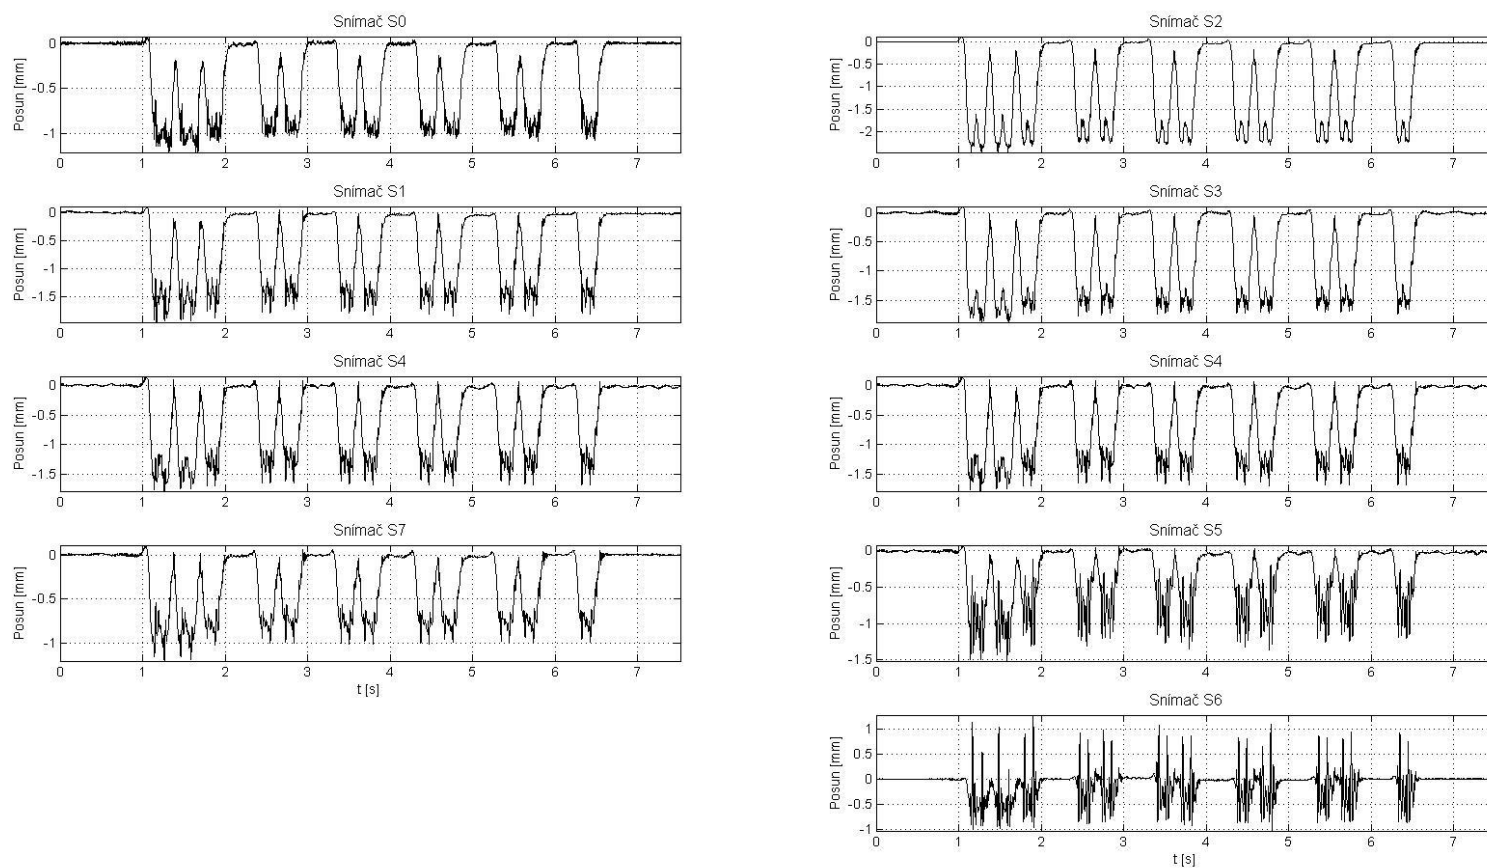 Snímač S0
Posun [mm]
0
-0.5
-1
0 1 2 3 4 5 6 7
Snímač S1
Posun [mm]
0
-0.5
-1
-1.5
0 1 2 3 4 5 6 7
Snímač S4
Posun [mm]
0
-0.5
-1
-1.5
0 1 2 3 4 5 6 7
Snímač S7
Posun [mm]
0
-0.5
-1
0 1 2 3 4 5 6 7
t [s]
Snímač S2
Posun [mm]
0
-0.5
-1
-1.5
-2
0 1 2 3 4 5 6 7
Snímač S3
Posun [mm]
0
-0.5
-1
-1.5
0 1 2 3 4 5 6 7
Snímač S4
Posun [mm]
0
-0.5
-1
-1.5
0 1 2 3 4 5 6 7
Snímač S5
Posun [mm]
0
-0.5
-1
-1.5
0 1 2 3 4 5 6 7
Snímač S6
Posun [mm]
1
0.5
0
-0.5
-1
0 1 2 3 4 5 6 7
t [s]